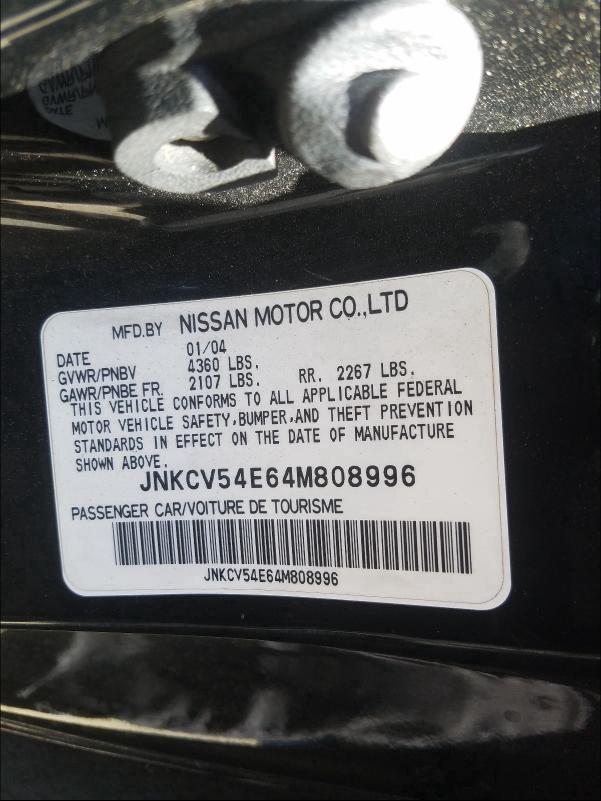 MFD.BY NISSAN MOTOR CO.,LTD
DATE 01/04
GVWR/PNBV 4360 LBS.
GAWR/PNBE FR. 2107 LBS. RR. 2267 LBS.
THIS VEHICLE CONFORMS TO ALL APPLICABLE FEDERAL
MOTOR VEHICLE SAFETY,BUMPER,AND THEFT PREVENTION
STANDARDS IN EFFECT ON THE DATE OF MANUFACTURE
SHOWN ABOVE.
JNKCV54E64M808996
PASSENGER CAR/VOITURE DE TOURISME
JNKCV54E64M808996